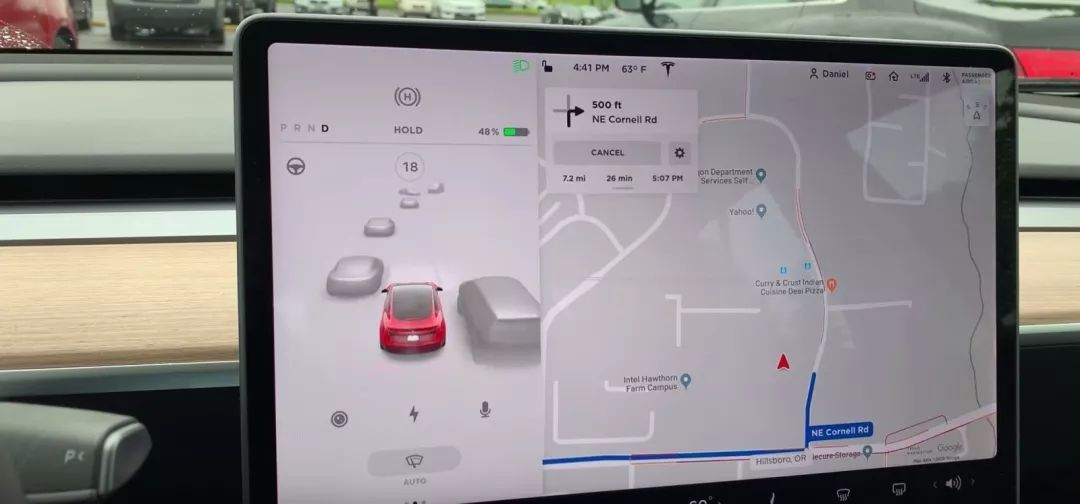 4:41 PM 63° F
Daniel
LTE
PASSENGER
AIRBAG
500 ft
NE Cornell Rd
CANCEL
7.2 mi 26 min 5:07 PM
H
P R N D
HOLD
48%
18
on Department
Services Self...
Yahoo!
Curry & Crust Indian
Cuisine Desi Pizza
Intel Hawthorn
Farm Campus
NE Cornell Rd
Hillsboro, OR
ecure Storage
Google
AUTO
P